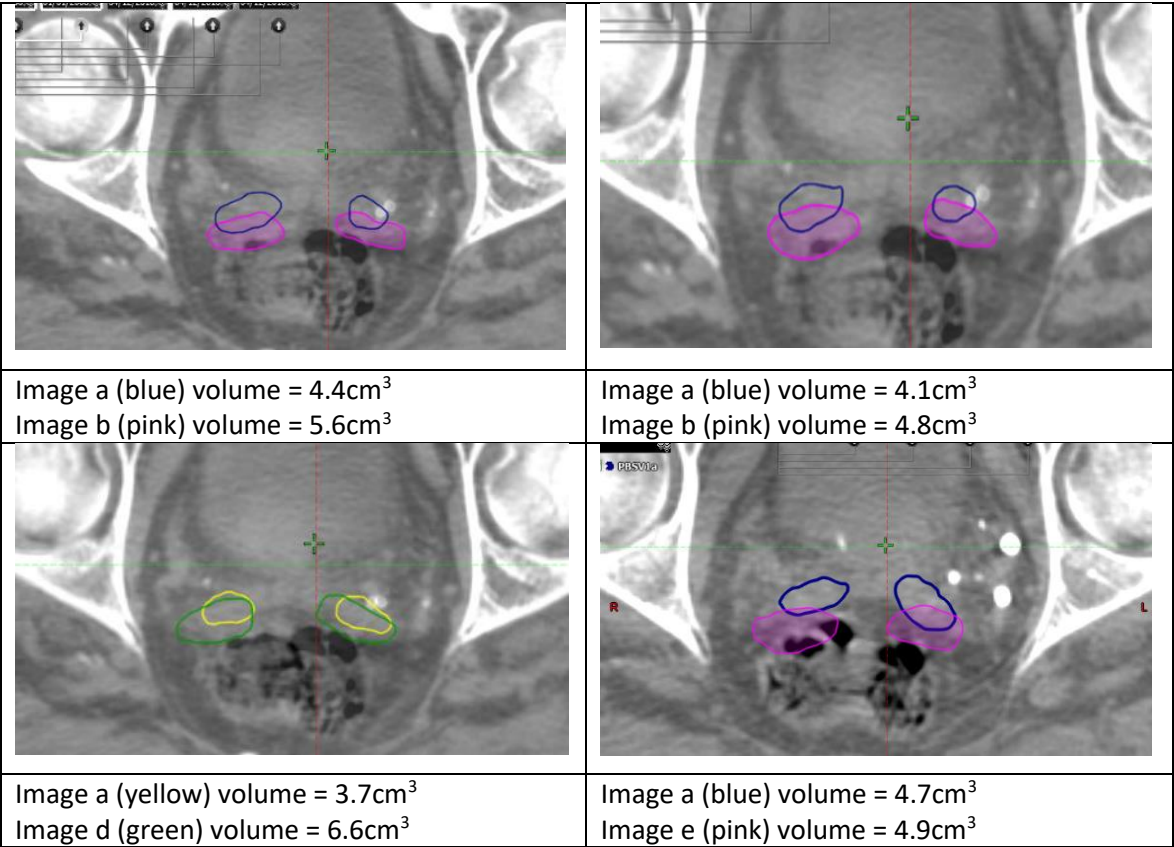 Image a (blue) volume = 4.4cm³
Image b (pink) volume = 5.6cm³
Image a (blue) volume = 4.1cm³
Image b (pink) volume = 4.8cm³
PBSV1a
R
L
Image a (yellow) volume = 3.7cm³
Image d (green) volume = 6.6cm³
Image a (blue) volume = 4.7cm³
Image e (pink) volume = 4.9cm³